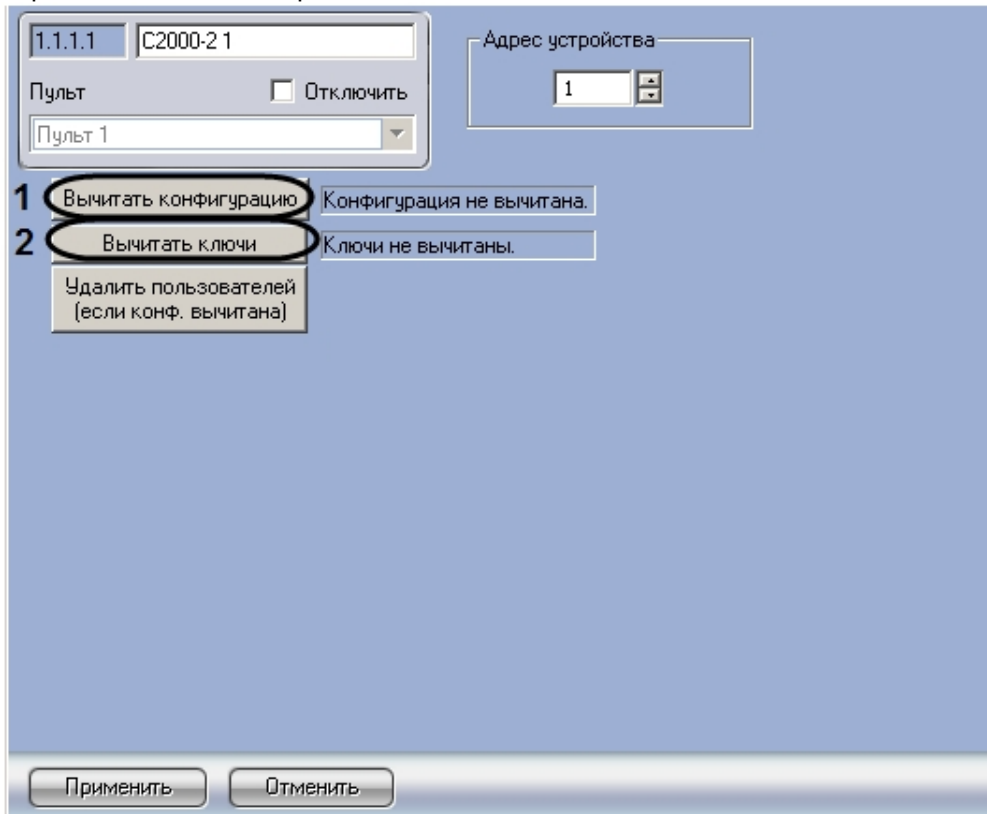 1.1.1.1 С2000-2 1
Адрес устройства
Пульт Отключить
1
Пульт 1
1 Вычитать конфигурацию Конфигурация не вычитана.
2 Вычитать ключи Ключи не вычитаны.
Удалить пользователей
(если конф. вычитана)
Применить Отменить